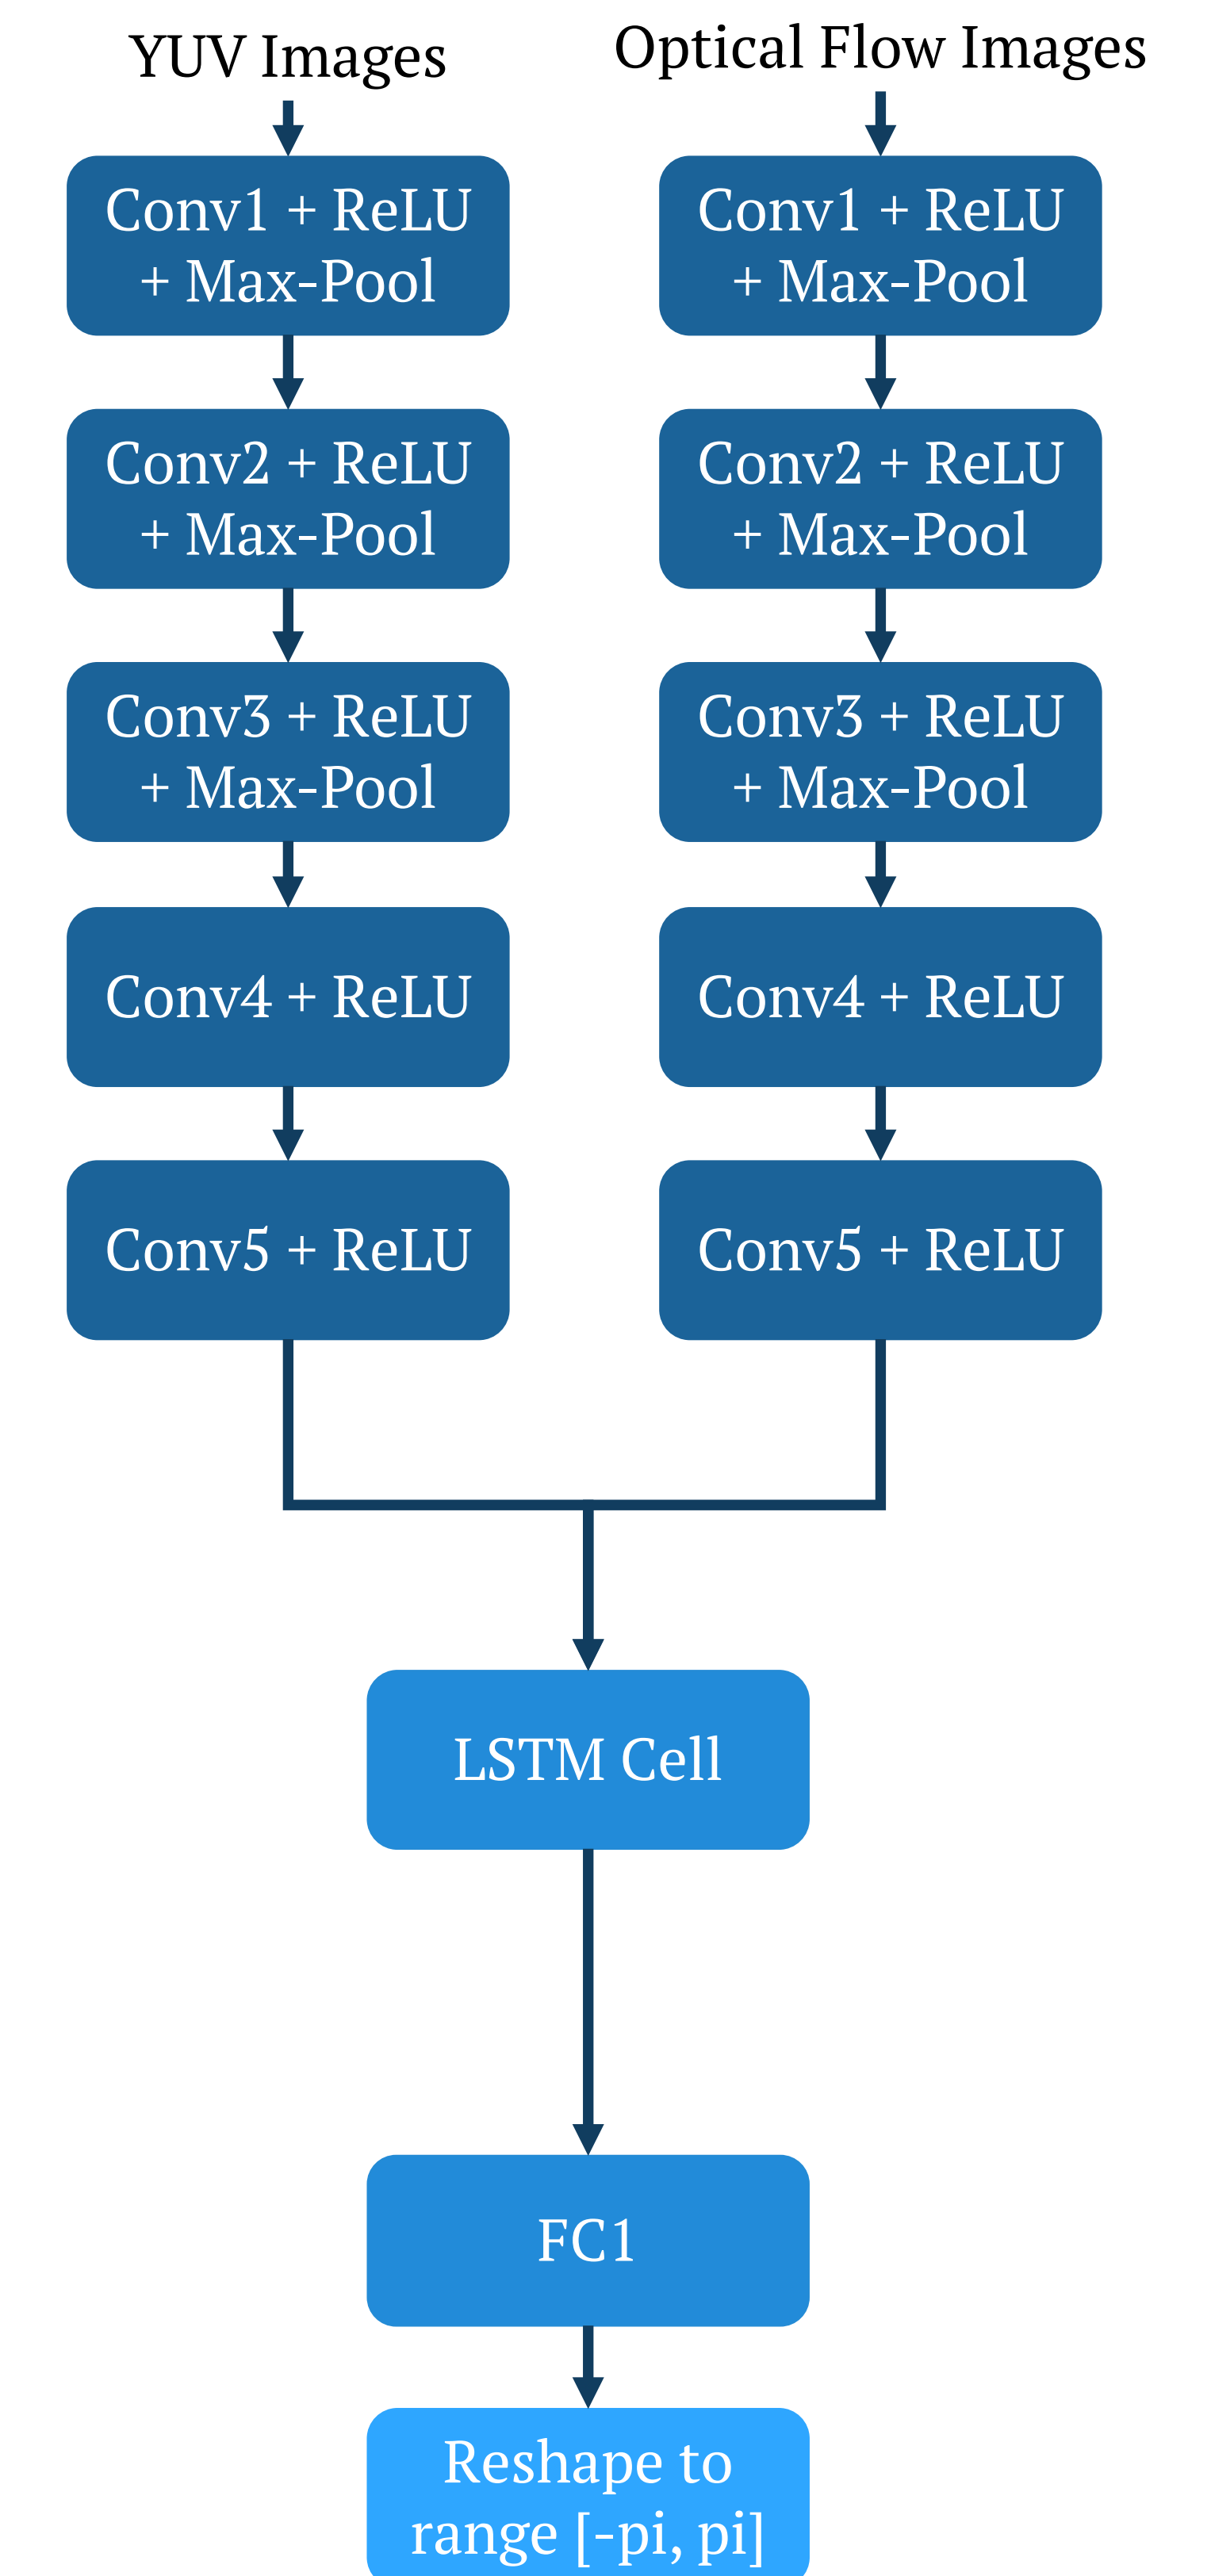 YUV Images
Conv1 + ReLU
+ Max-Pool
Conv2 + ReLU
+ Max-Pool
Conv3 + ReLU
+ Max-Pool
Conv4 + ReLU
Conv5 + ReLU
Optical Flow Images
Conv1 + ReLU
+ Max-Pool
Conv2 + ReLU
+ Max-Pool
Conv3 + ReLU
+ Max-Pool
Conv4 + ReLU
Conv5 + ReLU
LSTM Cell
FC1
Reshape to
range [-pi, pi]